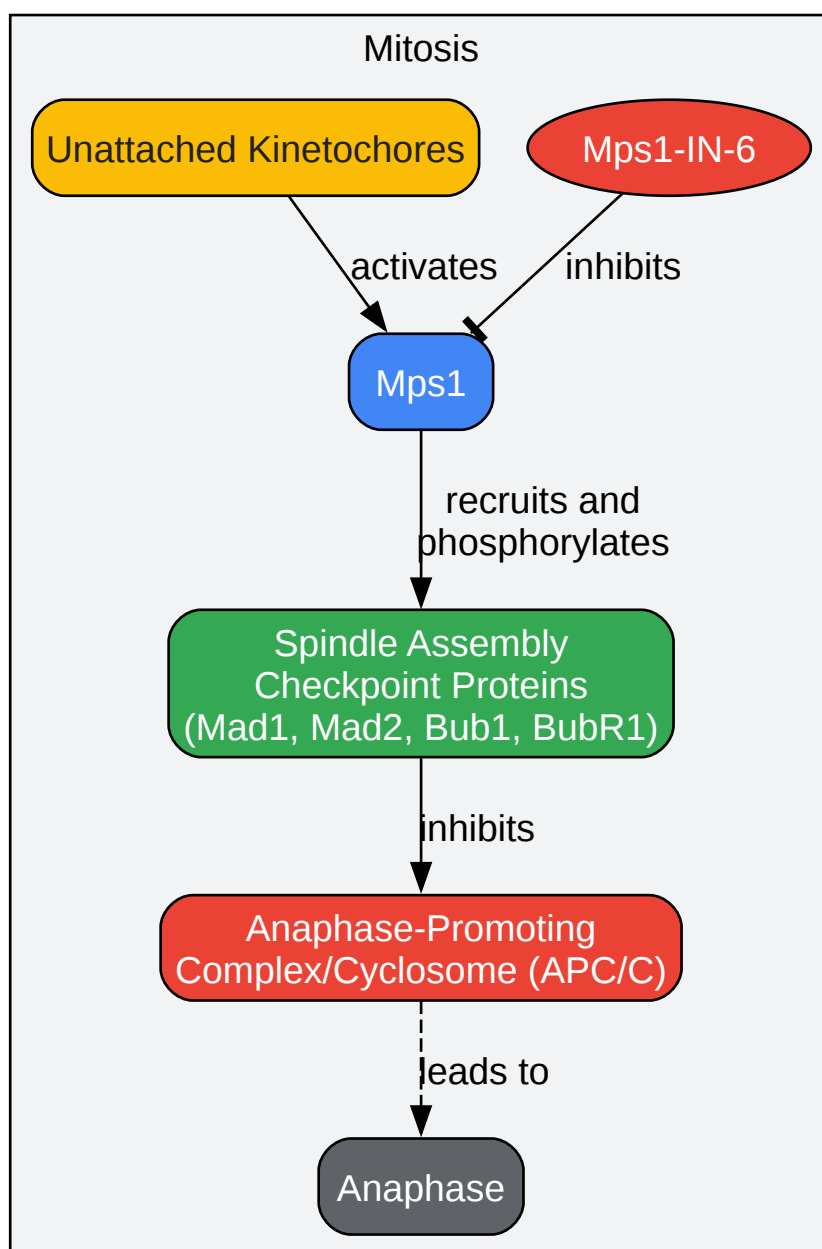 Mitosis
Unattached Kinetochores
Mps1-IN-6
activates
inhibits
Mps1
recruits and
phosphorylates
Spindle Assembly
Checkpoint Proteins
(Mad1, Mad2, Bub1, BubR1)
inhibits
Anaphase-Promoting
Complex/Cyclosome (APC/C)
leads to
Anaphase